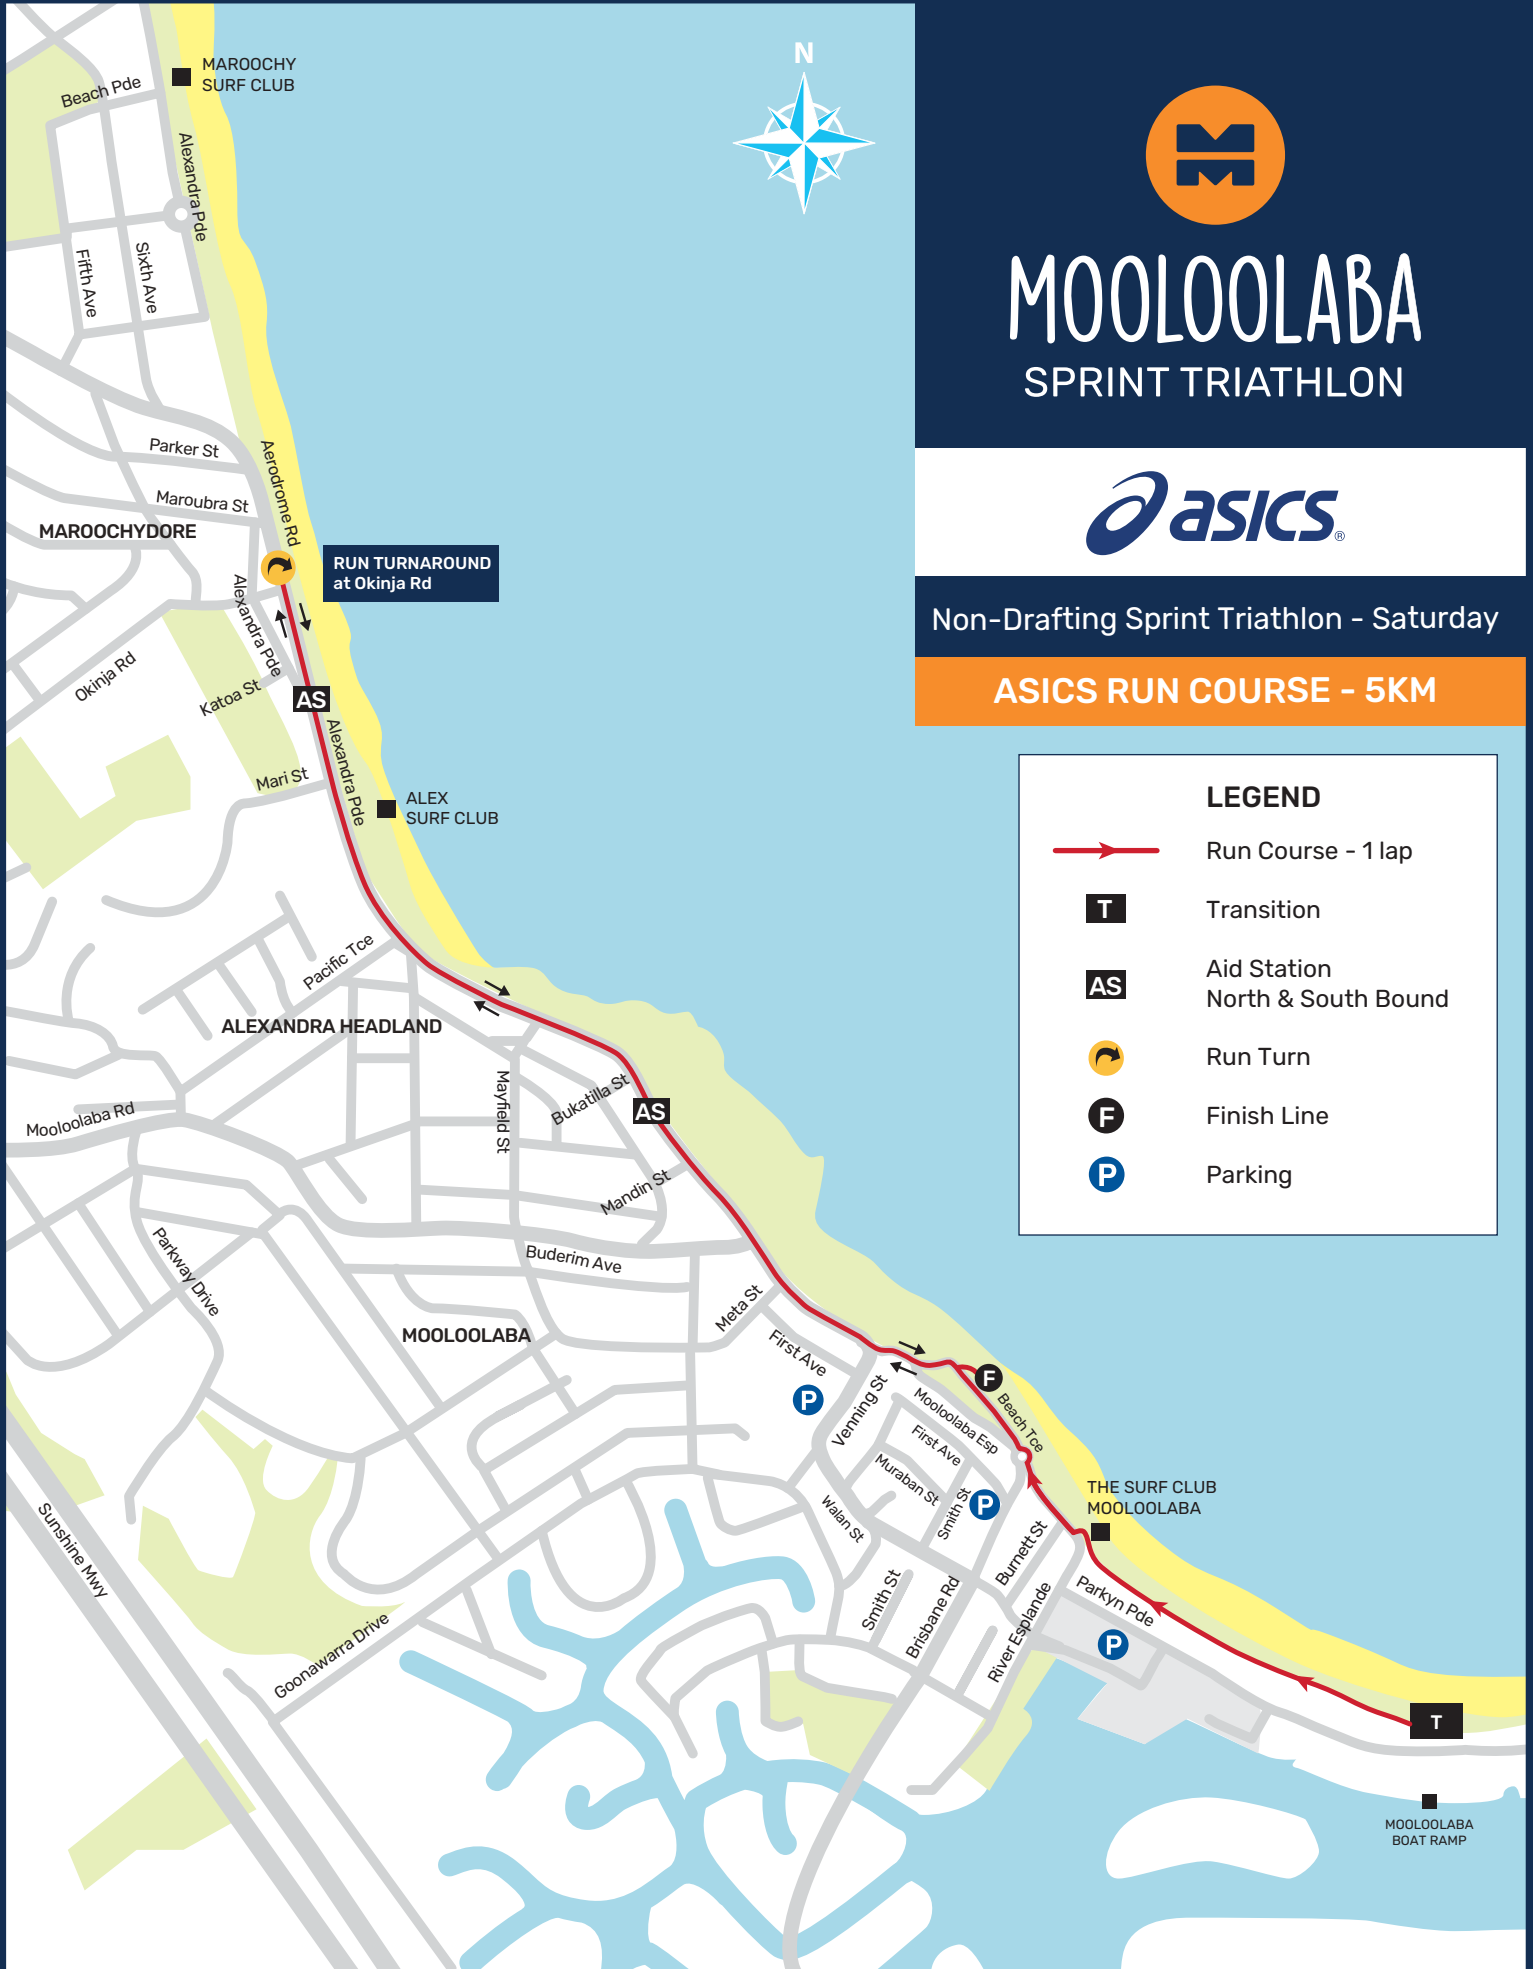 N
MOOLOOLABA
SPRINT TRIATHLON
asics®
Non-Drafting Sprint Triathlon - Saturday
ASICS RUN COURSE - 5KM
LEGEND
Run Course - 1 lap
T
Transition
AS
Aid Station
North & South Bound
Run Turn
F
Finish Line
P
Parking
MAROOCHY
SURF CLUB
Beach Pde
Alexandra Pde
Fifth Ave
Sixth Ave
Parker St
Aerodrome Rd
Maroubra St
MAROOCHYDORE
RUN TURNAROUND
at Okinja Rd
Alexandra Pde
Okinja Rd
Katoa St
AS
Alexandra Pde
Mari St
ALEX
SURF CLUB
Pacific Tce
ALEXANDRA HEADLAND
Mayfield St
Bukatilla St
AS
Mooloolaba Rd
Mandin St
Parkway Drive
Buderim Ave
Meta St
MOOLOOLABA
First Ave
P
Venning St
F
Beach Tce
Mooloolaba Esp
First Ave
Muraban St
Smith St
P
Walan St
THE SURF CLUB
MOOLOOLABA
Burnett St
Sunshine Mwy
Smith St
Brisbane Rd
River Esplande
Parkyn Pde
P
Goonawarra Drive
T
MOOLOOLABA
BOAT RAMP